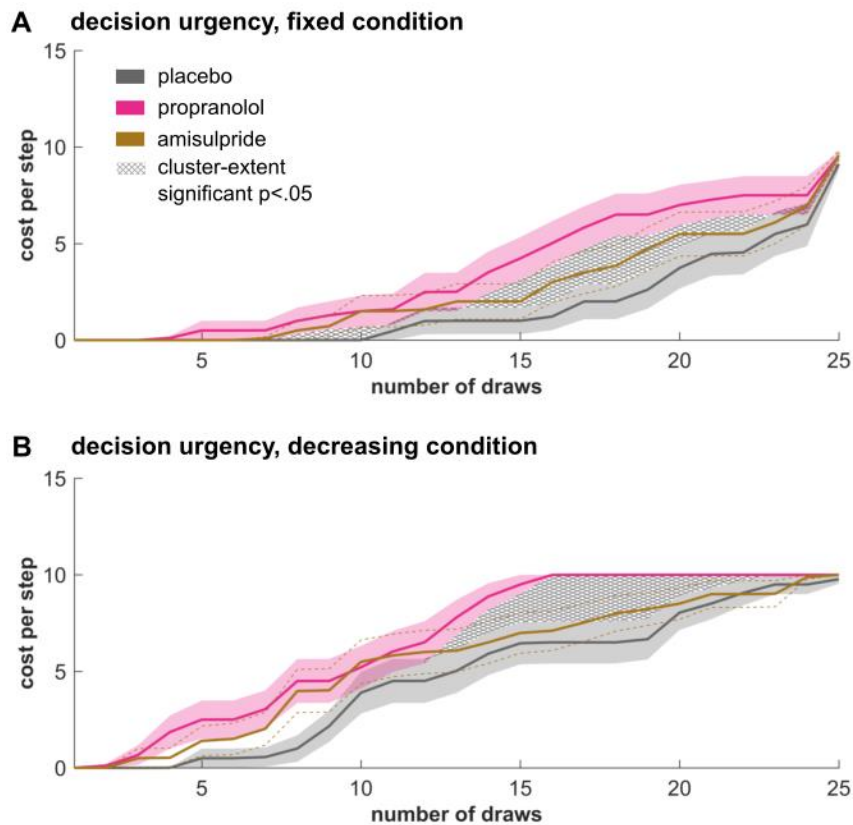 A decision urgency, fixed condition
15
placebo
propranolol
amisulpride
cluster-extent
significant p<.05
10
5
0
cost per step
5 10 15 20 25
number of draws
B decision urgency, decreasing condition
15
10
5
0
cost per step
5 10 15 20 25
number of draws